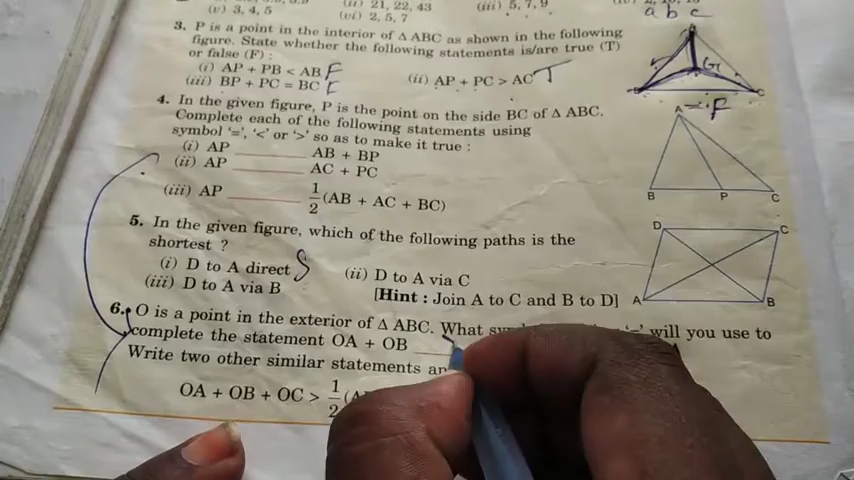 (v) 3, 4, 5
(ii) 21, 22, 43
(vi) 2, 5, 7
(iii) 5, 7, 9
a b c
3. P is a point in the interior of △ ABC as shown in the following
figure. State whether the following statements is/are true (T)
or false (F) :
(i) AP + PB < AB F
(ii) AP + PC > AC T
(iii) BP + PC = BC F
4. In the given figure, P is the point on the side BC of △ ABC.
Complete each of the following statements using
symbol '=', '<' or '>' so as to make it true :
(i) AP ______ AB + BP
(ii) AP ______ AC + PC
(iii) AP ______ 1/2 (AB + AC + BC)
A
B P C
5. In the given figure, which of the following paths is the
shortest ?
(i) D to A direct S
(ii) D to A via C
(iii) D to A via B
[Hint : Join A to C and B to D]
D C
A B
6. O is a point in the exterior of △ ABC. What will you use to
complete the statement OA + OB
Write two other similar statements
OA + OB + OC > 1/2